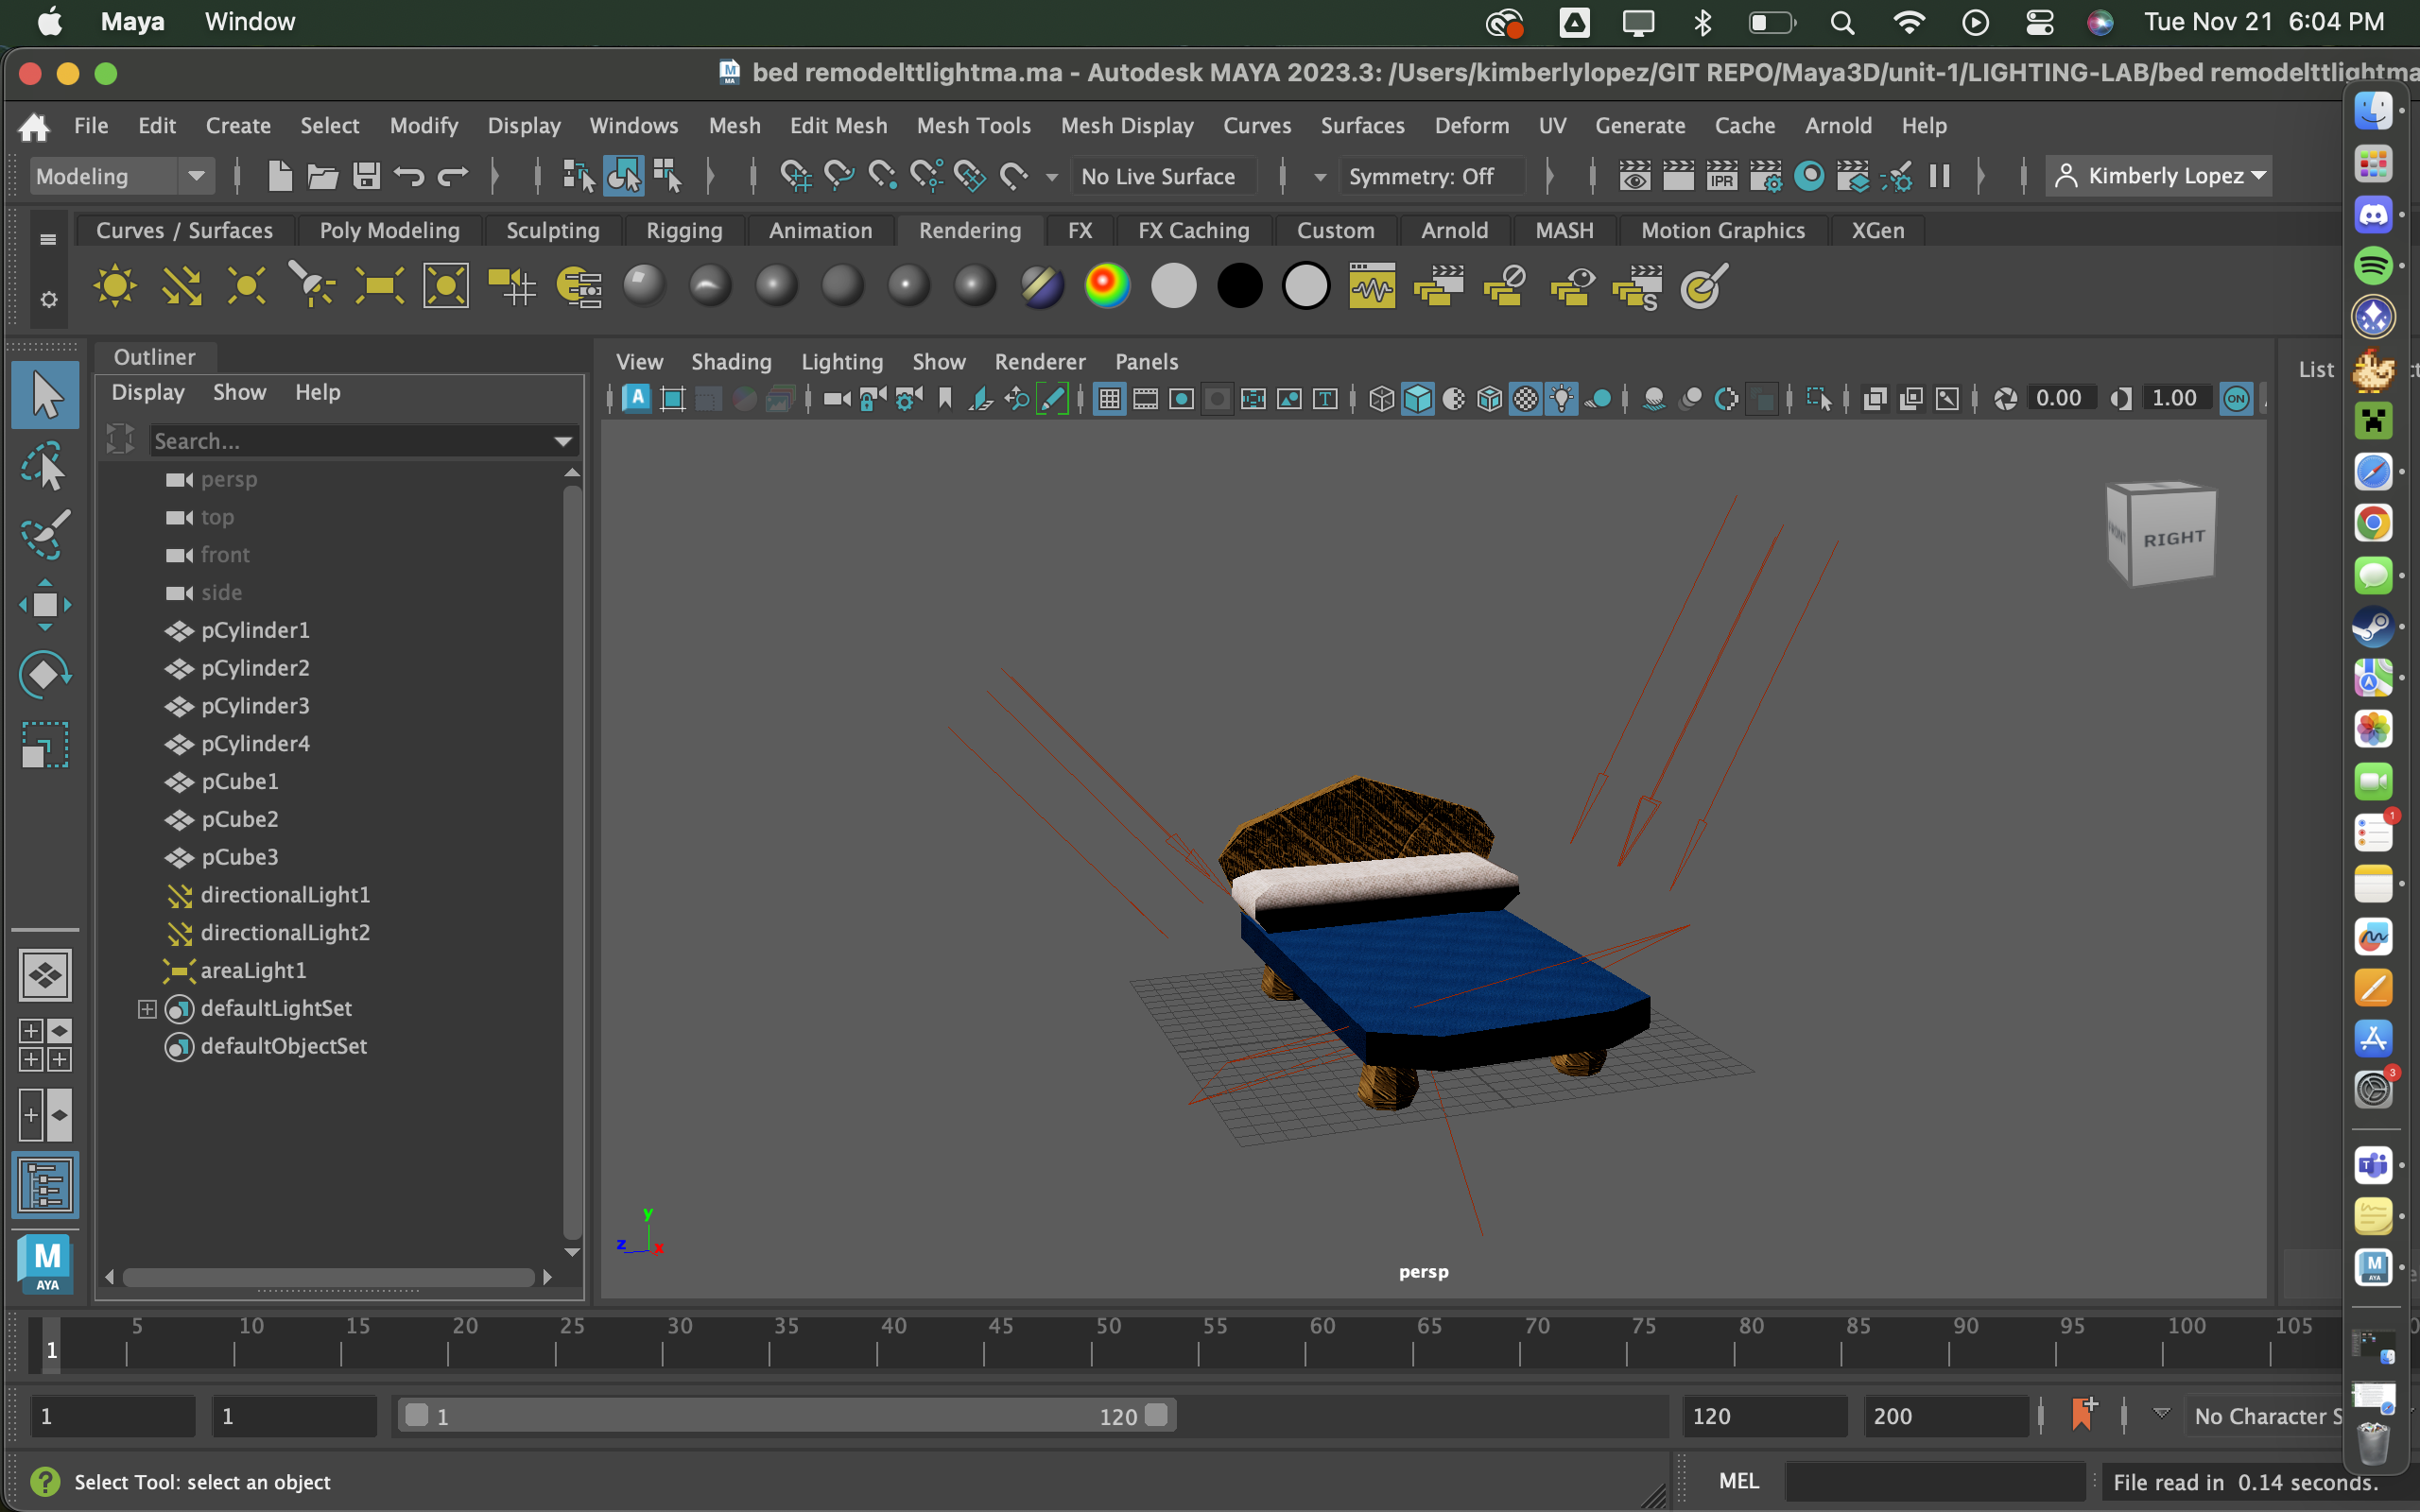 Maya Window Tue Nov 21 6:04 PM
bed remodelttlightma.ma - Autodesk MAYA 2023.3: /Users/kimberlylopez/GIT REPO/Maya3D/unit-1/LIGHTING-LAB/bed remodelttlightma
File Edit Create Select Modify Display Windows Mesh Edit Mesh Mesh Tools Mesh Display Curves Surfaces Deform UV Generate Cache Arnold Help
Modeling No Live Surface Symmetry: Off IPR Kimberly Lopez
Curves / Surfaces Poly Modeling Sculpting Rigging Animation Rendering FX FX Caching Custom Arnold MASH Motion Graphics XGen
Outliner
View Shading Lighting Show Renderer Panels
List
Display Show Help
0.00 1.00 ON
Search...
persp
top
front
side
pCylinder1
pCylinder2
pCylinder3
pCylinder4
pCube1
pCube2
pCube3
directionalLight1
directionalLight2
areaLight1
defaultLightSet
defaultObjectSet
FRONT RIGHT
y
z x
persp
M
AYA
5 10 15 20 25 30 35 40 45 50 55 60 65 70 75 80 85 90 95 100 105
1
1 1 1 120 120 200 No Character S
Select Tool: select an object MEL File read in 0.14 seconds.